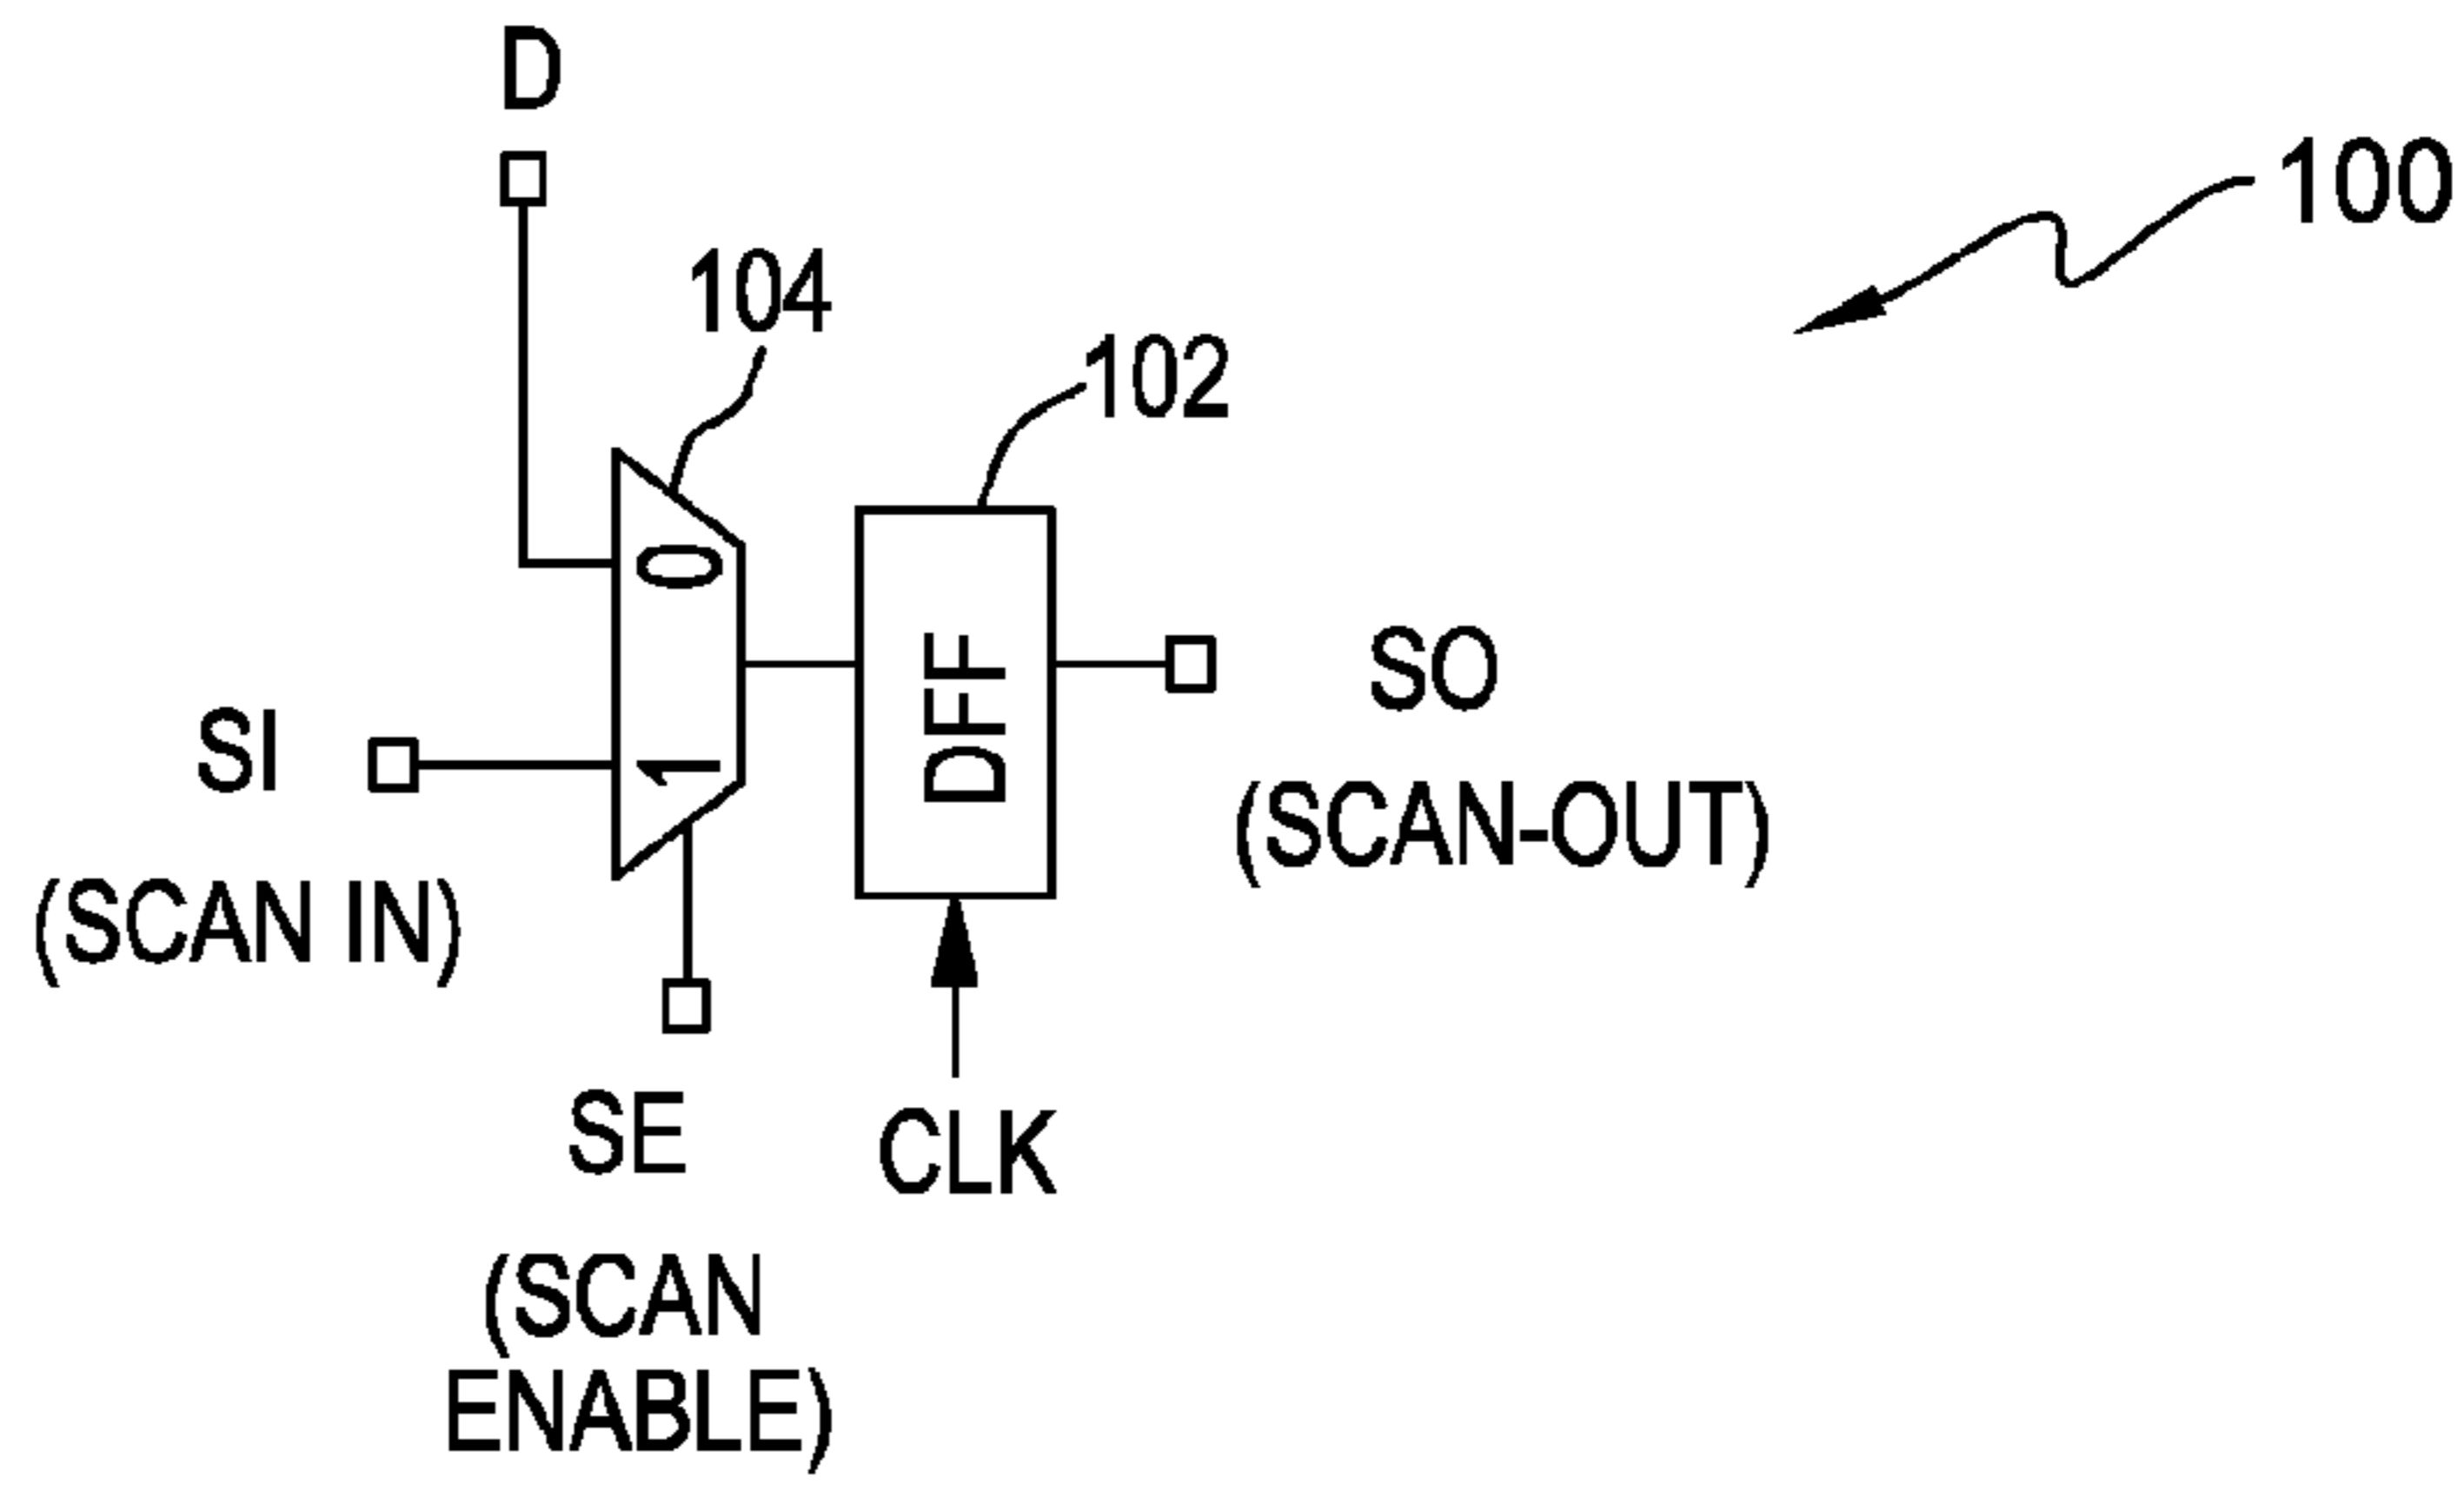 D
100
104
102
0
1
DFF
SI
(SCAN IN)
SO
(SCAN-OUT)
SE
(SCAN
ENABLE)
CLK